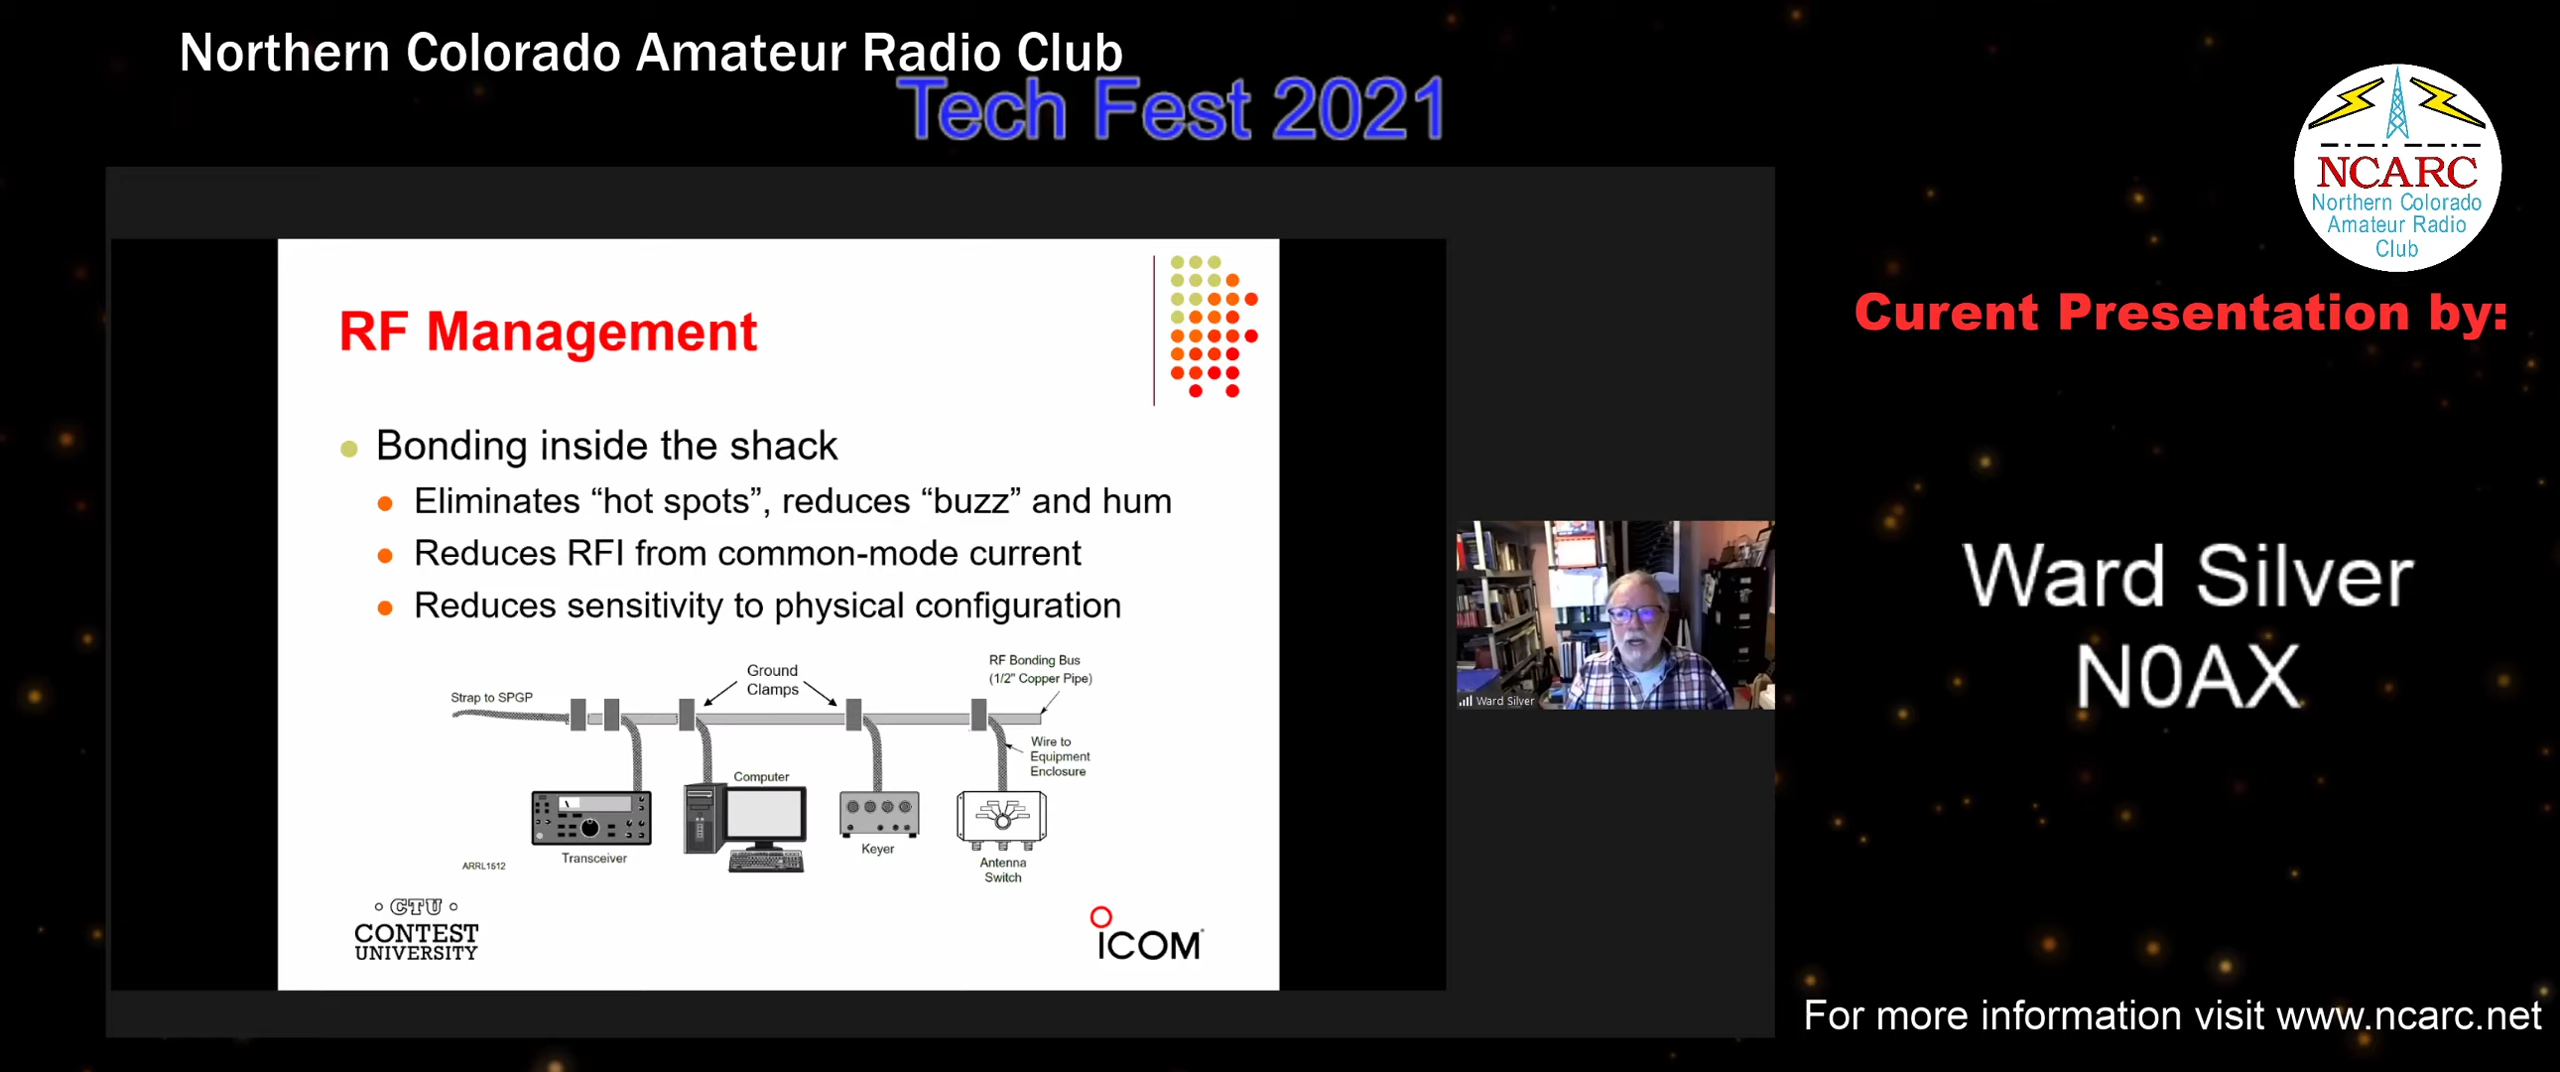 Northern Colorado Amateur Radio Club
Tech Fest 2021
NCARC
Northern Colorado
Amateur Radio
Club
Curent Presentation by:
Ward Silver
N0AX
For more information visit www.ncarc.net
RF Management
Bonding inside the shack
Eliminates “hot spots”, reduces “buzz” and hum
Reduces RFI from common-mode current
Reduces sensitivity to physical configuration
Strap to SPGP
Ground
Clamps
RF Bonding Bus
(1/2" Copper Pipe)
Wire to
Equipment
Enclosure
Computer
Transceiver
Keyer
Antenna
Switch
ARRL1612
CTU
CONTEST
UNIVERSITY
ICOM
Ward Silver